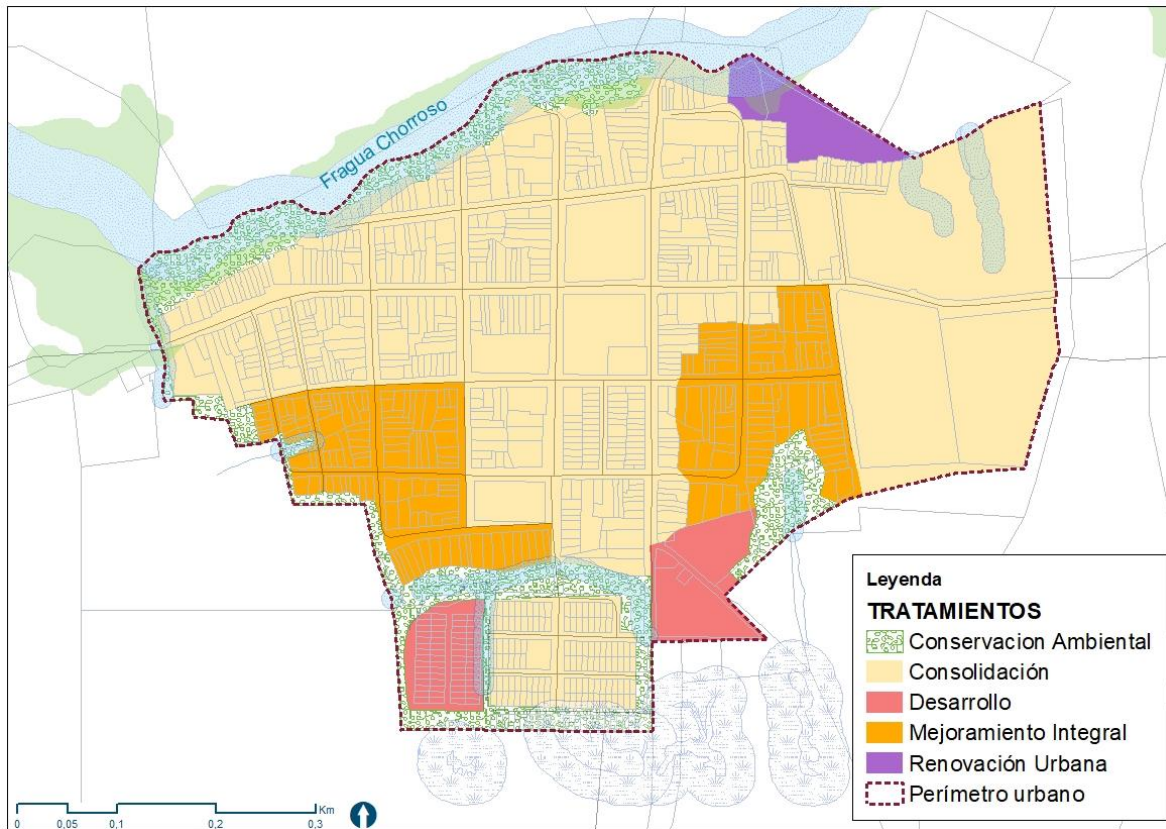 Fragua Chorroso
Leyenda
TRATAMIENTOS
Conservacion Ambiental
Consolidación
Desarrollo
Mejoramiento Integral
Renovación Urbana
Perímetro urbano
Km
0 0,05 0,1 0,2 0,3